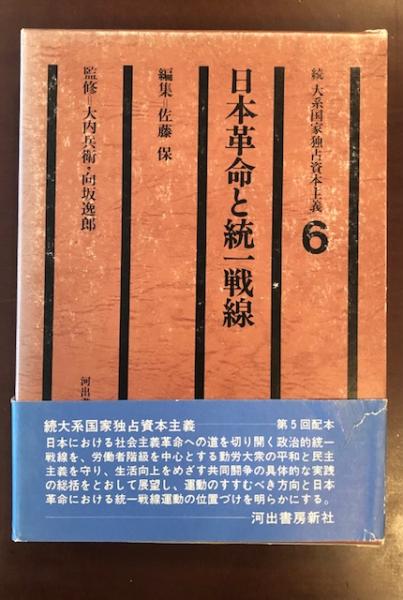 続 大系国家独占資本主義 6
日本革命と統一戦線
編集=佐藤 保
監修=大内兵衛・向坂逸郎
河出
続大系国家独占資本主義――第5回配本
日本における社会主義革命への道を切り開く政治的統一
戦線を、労働者階級を中心とする勤労大衆の平和と民主
主義を守り、生活向上をめざす共同闘争の具体的な実践
の総括をとおして展望し、運動のすすむべき方向と日本
革命における統一戦線運動の位置づけを明らかにする。
河出書房新社